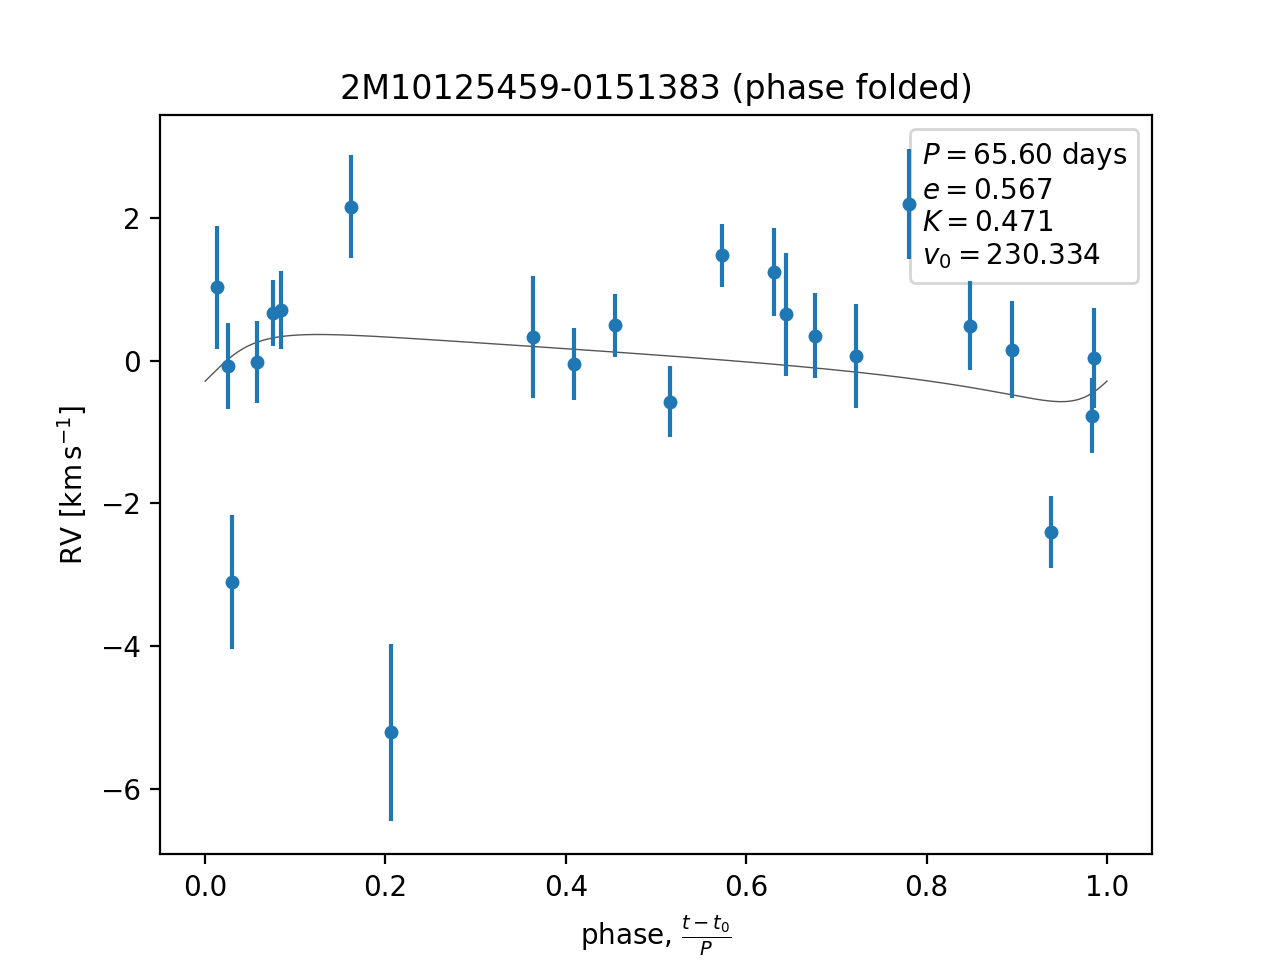 2M10125459-0151383 (phase folded)
P = 65.60 days
e = 0.567
K = 0.471
v₀ = 230.334
2
0
−2
−4
−6
RV [km s⁻¹]
0.0 0.2 0.4 0.6 0.8 1.0
phase, (t − t₀)/P